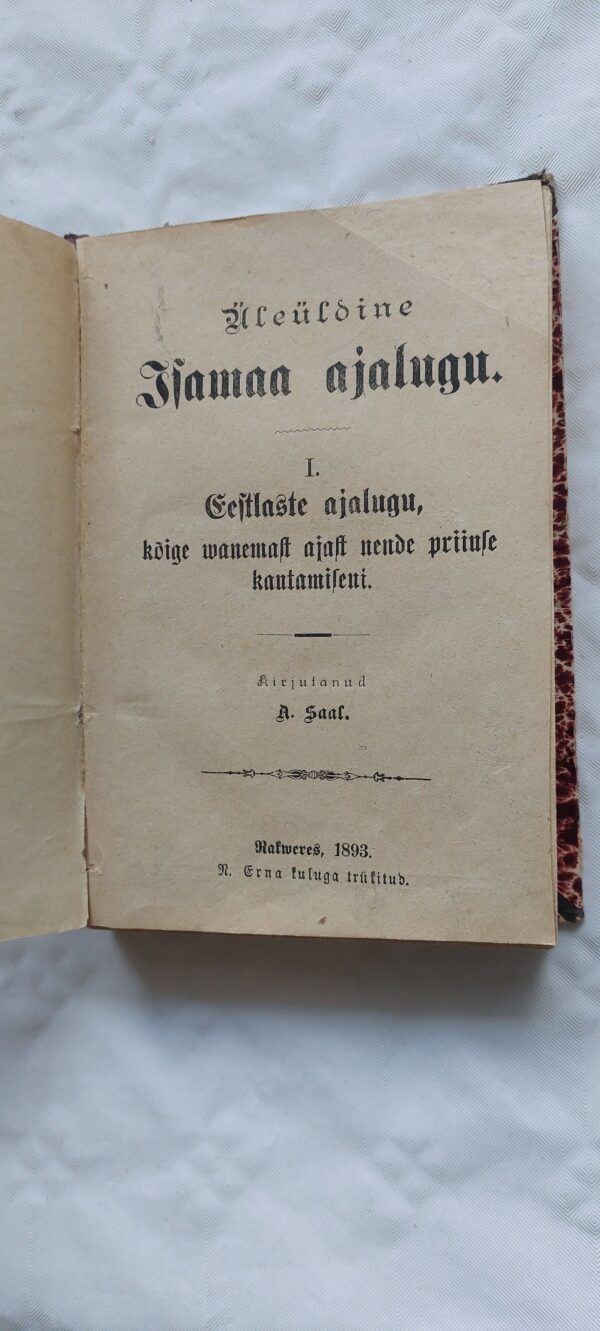 Üleüldine
Isamaa ajalugu.
I.
Eestlaste ajalugu,
kõige wanemast ajast nende priiuse
kautamiseni.
Kirjutanud
A. Saal.
Rakweres, 1893.
N. Erna kuluga trükitud.